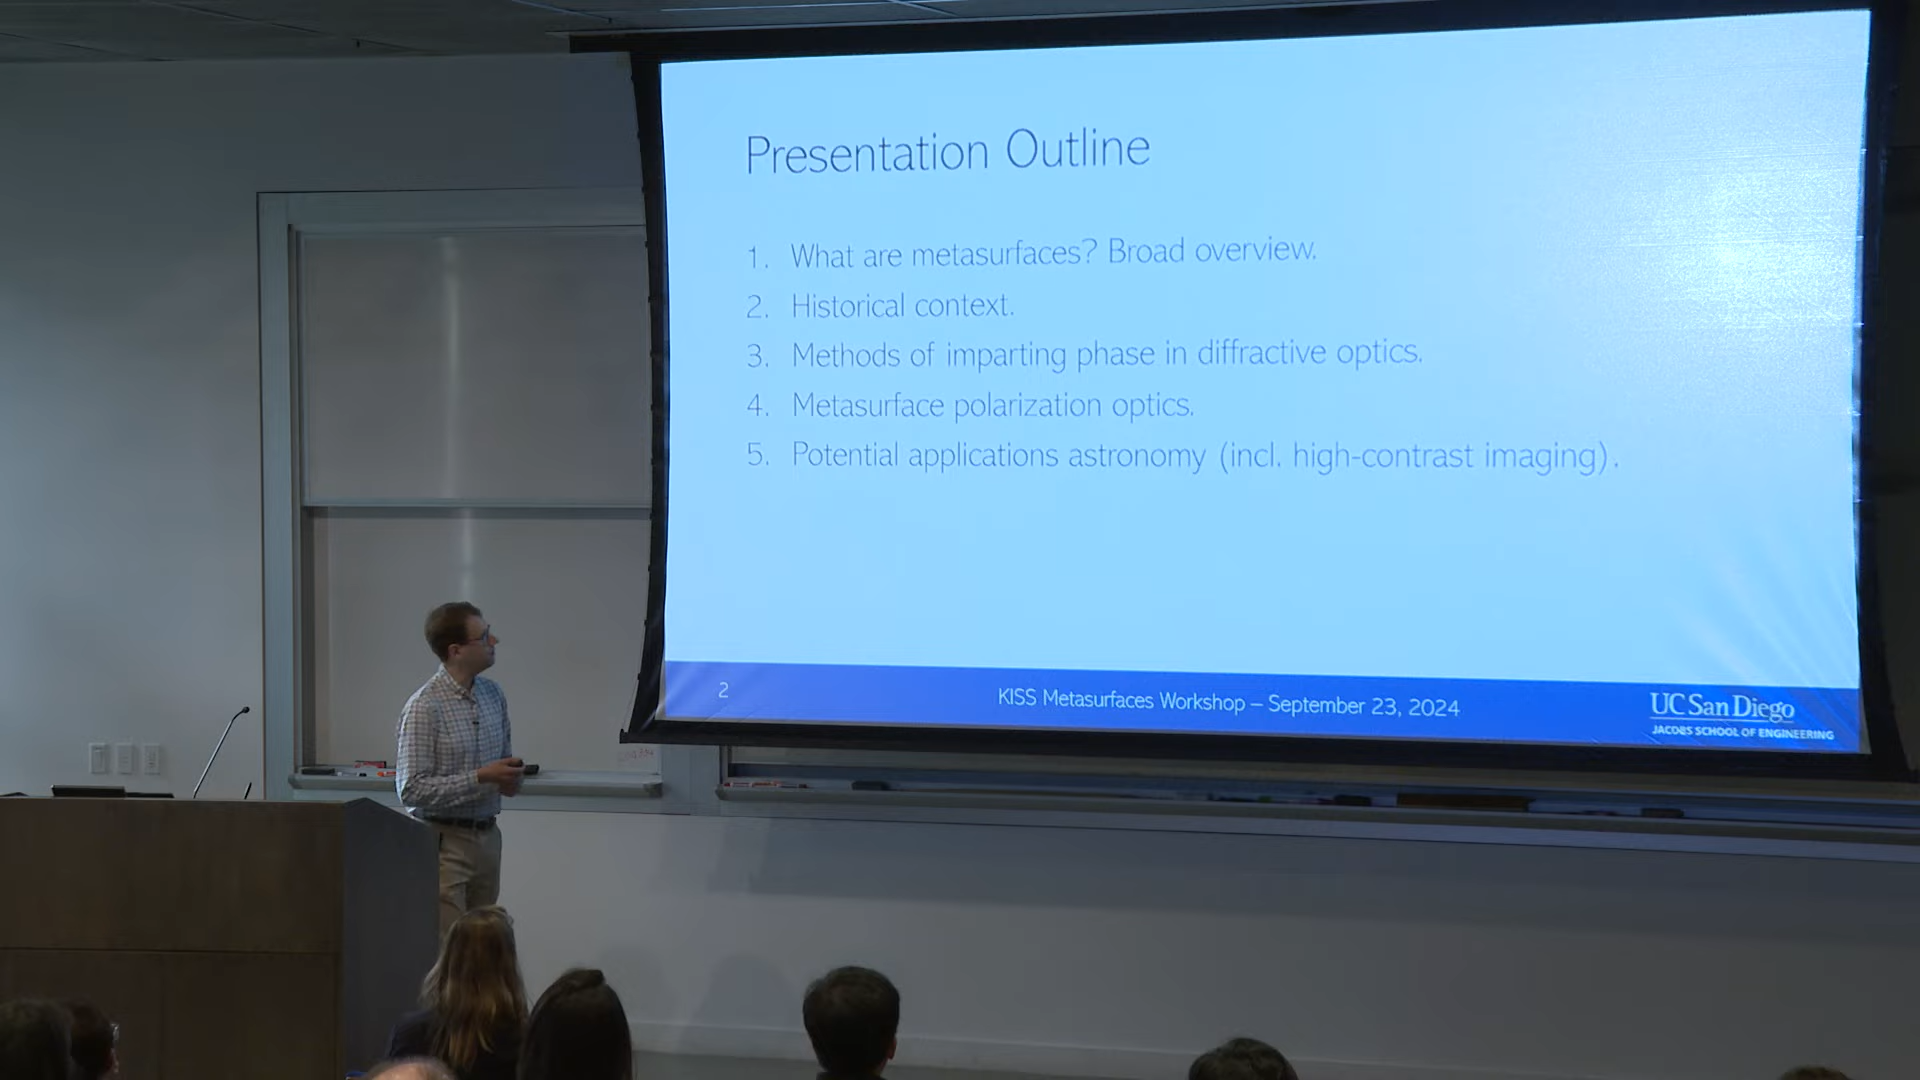 Presentation Outline
1. What are metasurfaces? Broad overview.
2. Historical context.
3. Methods of imparting phase in diffractive optics.
4. Metasurface polarization optics.
5. Potential applications astronomy (incl. high-contrast imaging).
2
KISS Metasurfaces Workshop – September 23, 2024
UC San Diego
JACOBS SCHOOL OF ENGINEERING